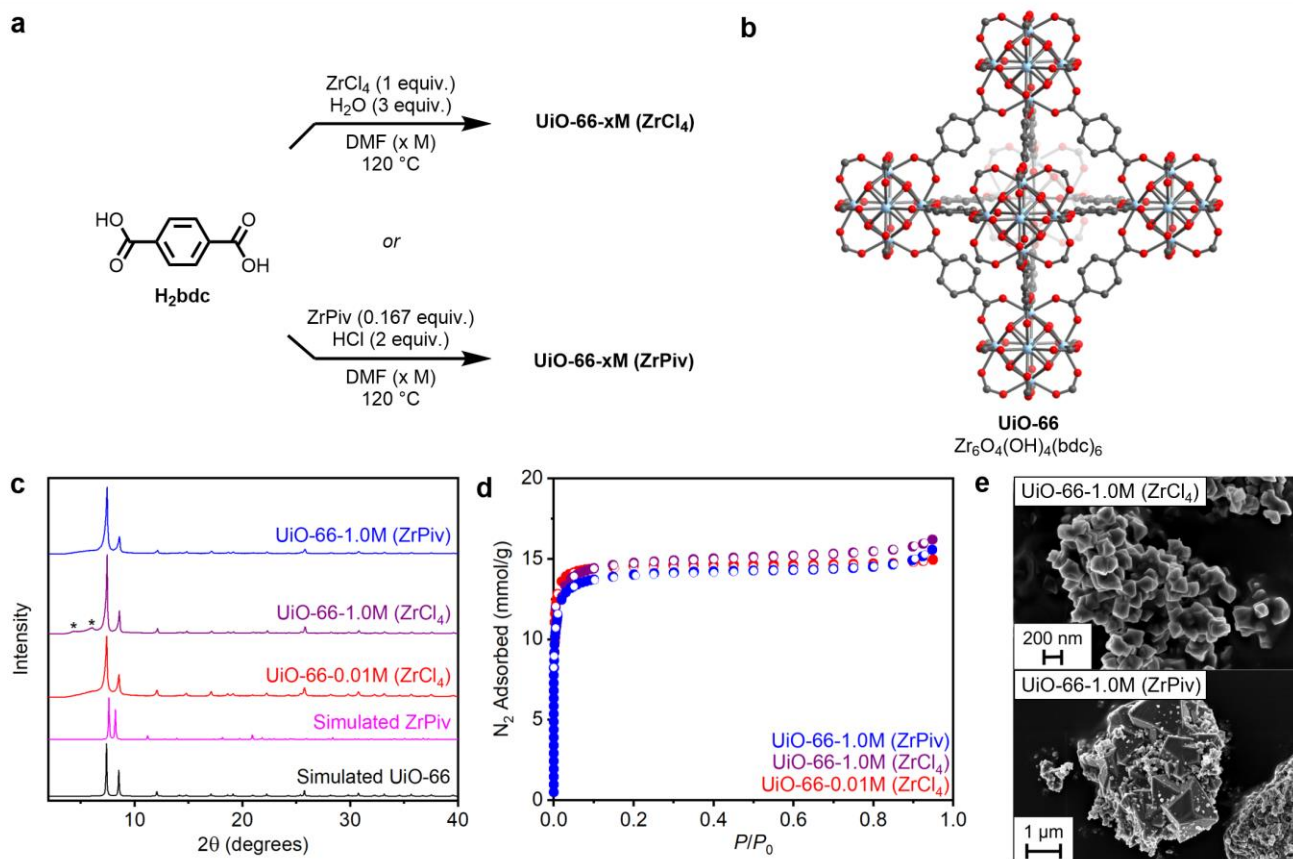 a
ZrCl₄ (1 equiv.)
H₂O (3 equiv.)
DMF (x M)
120 °C
UiO-66-xM (ZrCl₄)
HO
O
O
OH
H₂bdc
or
ZrPiv (0.167 equiv.)
HCl (2 equiv.)
DMF (x M)
120 °C
UiO-66-xM (ZrPiv)
b
UiO-66
Zr₆O₄(OH)₄(bdc)₆
c
Intensity
UiO-66-1.0M (ZrPiv)
UiO-66-1.0M (ZrCl₄)
* *
UiO-66-0.01M (ZrCl₄)
Simulated ZrPiv
Simulated UiO-66
10 20 30 40
2θ (degrees)
d
N₂ Adsorbed (mmol/g)
20
15
10
5
0
UiO-66-1.0M (ZrPiv)
UiO-66-1.0M (ZrCl₄)
UiO-66-0.01M (ZrCl₄)
0.0 0.2 0.4 0.6 0.8 1.0
P/P₀
e
UiO-66-1.0M (ZrCl₄)
200 nm
UiO-66-1.0M (ZrPiv)
1 µm